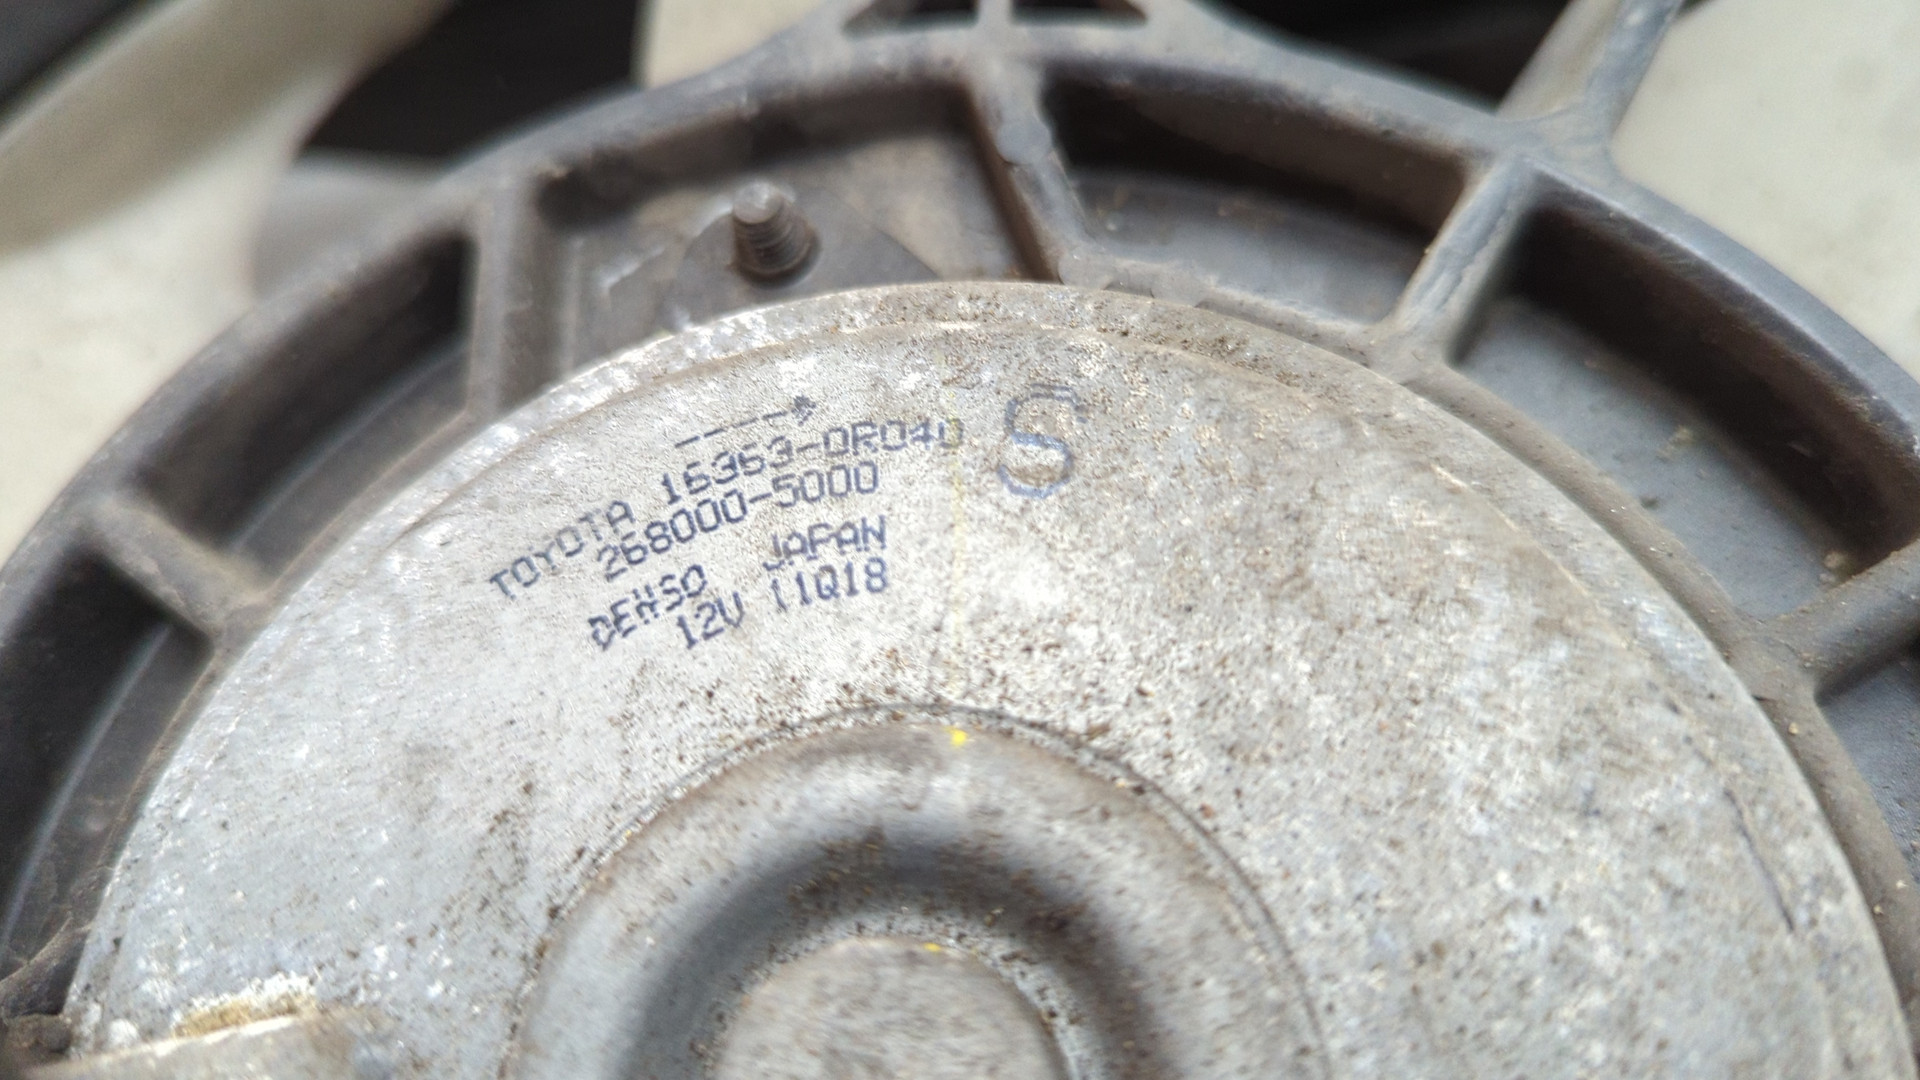 TOYOTA 16363-0R040
268000-5000
DENSO JAPAN
12V 11Q18
S